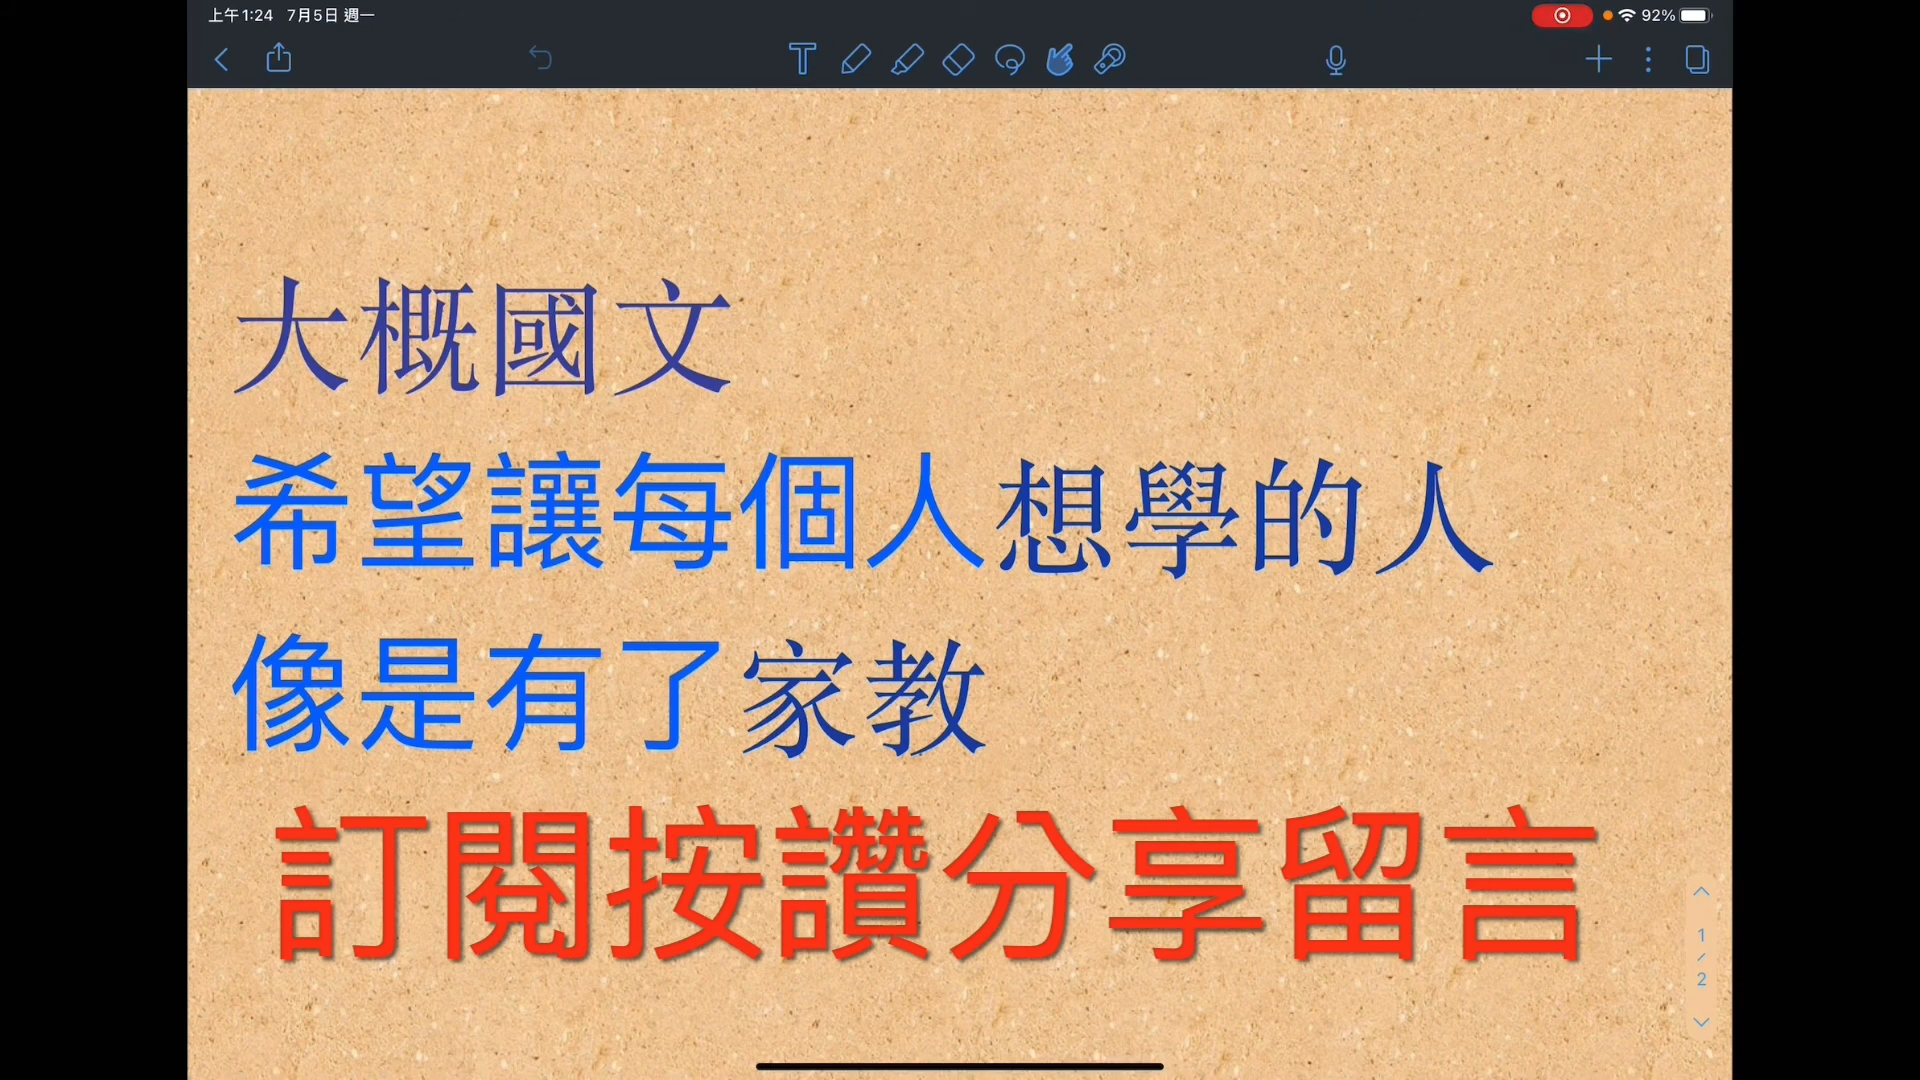 上午1:24 7月5日 週一
92%
T
大概國文
希望讓每個人想學的人
像是有了家教
訂閱按讚分享留言
1
/
2